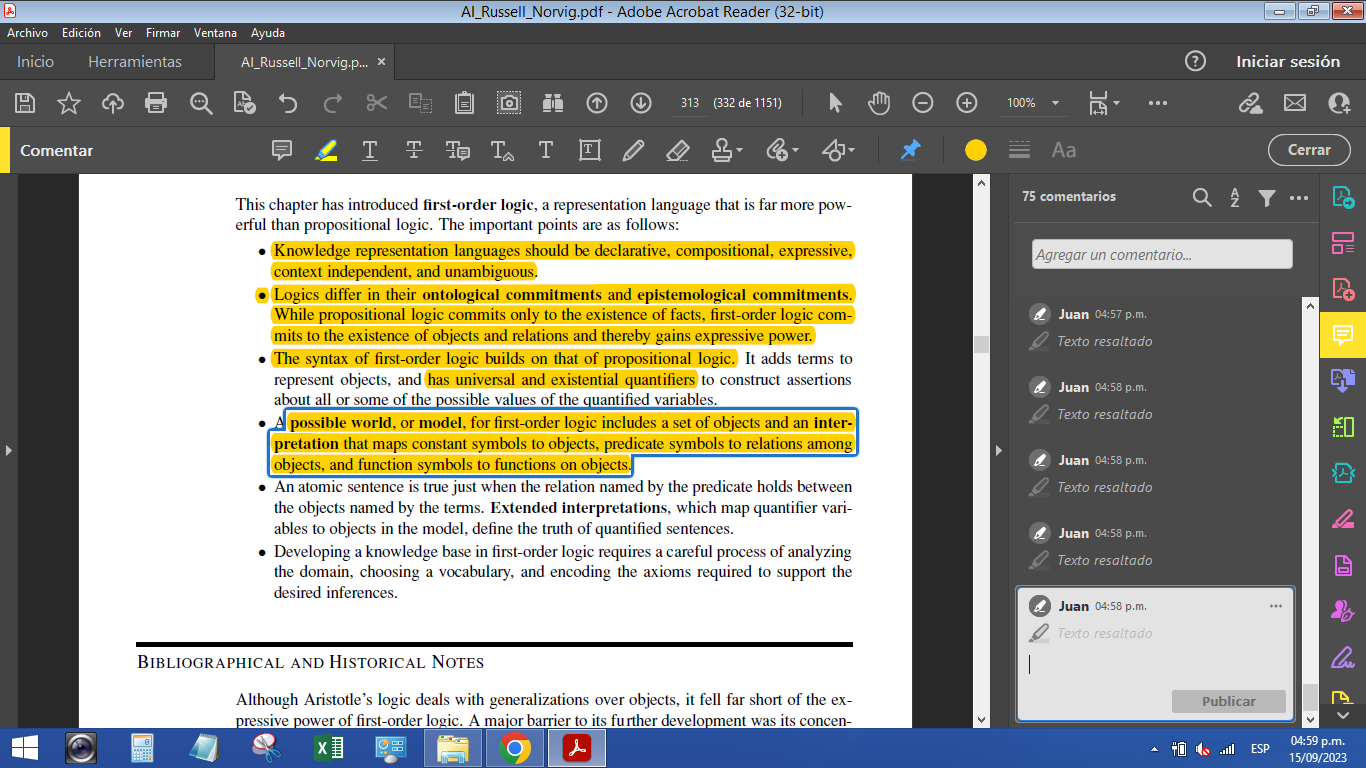 AI_Russell_Norvig.pdf - Adobe Acrobat Reader (32-bit)
Archivo Edición Ver Firmar Ventana Ayuda
Inicio Herramientas AI_Russell_Norvig.p... × Iniciar sesión
313 (332 de 1151) 100%
Comentar Aa Cerrar
This chapter has introduced first-order logic, a representation language that is far more pow-
erful than propositional logic. The important points are as follows:
• Knowledge representation languages should be declarative, compositional, expressive,
context independent, and unambiguous.
• Logics differ in their ontological commitments and epistemological commitments.
While propositional logic commits only to the existence of facts, first-order logic com-
mits to the existence of objects and relations and thereby gains expressive power.
• The syntax of first-order logic builds on that of propositional logic. It adds terms to
represent objects, and has universal and existential quantifiers to construct assertions
about all or some of the possible values of the quantified variables.
• A possible world, or model, for first-order logic includes a set of objects and an inter-
pretation that maps constant symbols to objects, predicate symbols to relations among
objects, and function symbols to functions on objects.
• An atomic sentence is true just when the relation named by the predicate holds between
the objects named by the terms. Extended interpretations, which map quantifier vari-
ables to objects in the model, define the truth of quantified sentences.
• Developing a knowledge base in first-order logic requires a careful process of analyzing
the domain, choosing a vocabulary, and encoding the axioms required to support the
desired inferences.
BIBLIOGRAPHICAL AND HISTORICAL NOTES
Although Aristotle's logic deals with generalizations over objects, it fell far short of the ex-
pressive power of first-order logic. A major barrier to its further development was its concen-
75 comentarios
Agregar un comentario...
Juan 04:57 p.m.
Texto resaltado
Juan 04:58 p.m.
Texto resaltado
Juan 04:58 p.m.
Texto resaltado
Juan 04:58 p.m.
Texto resaltado
Juan 04:58 p.m.
Texto resaltado
Publicar
ESP
04:59 p.m.
15/09/2023